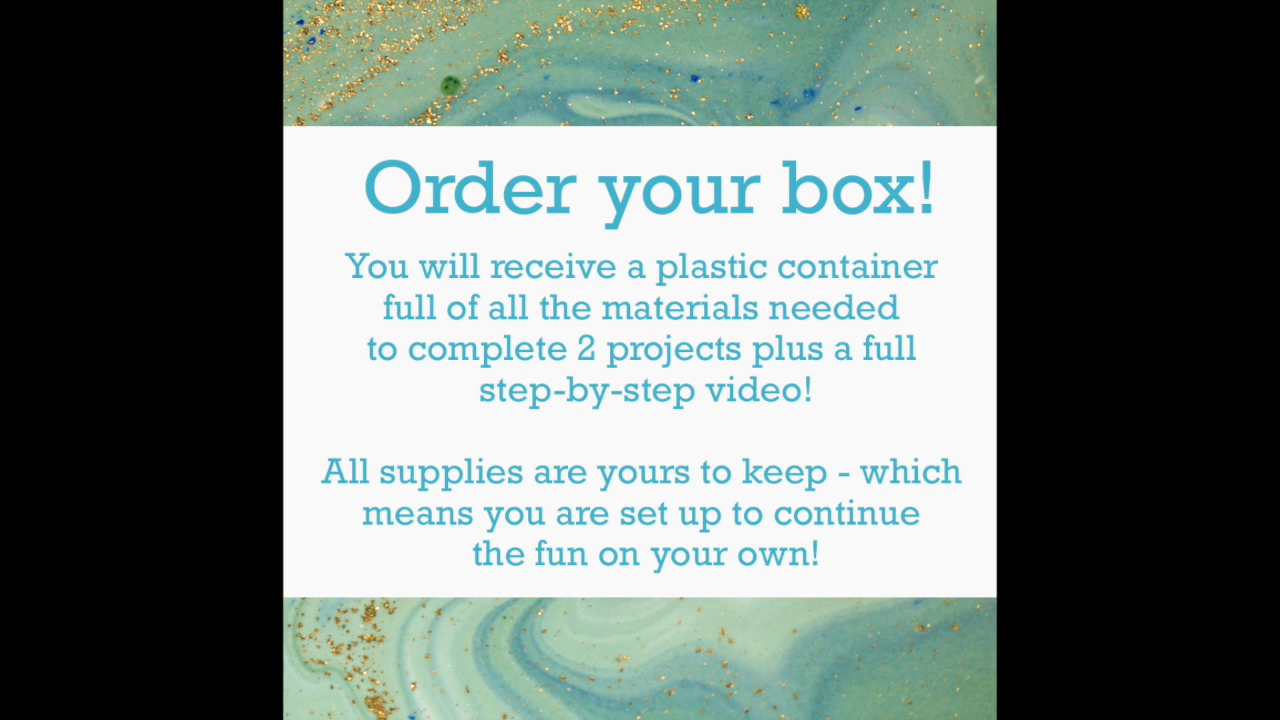 Order your box!
You will receive a plastic container
full of all the materials needed
to complete 2 projects plus a full
step-by-step video!
All supplies are yours to keep - which
means you are set up to continue
the fun on your own!